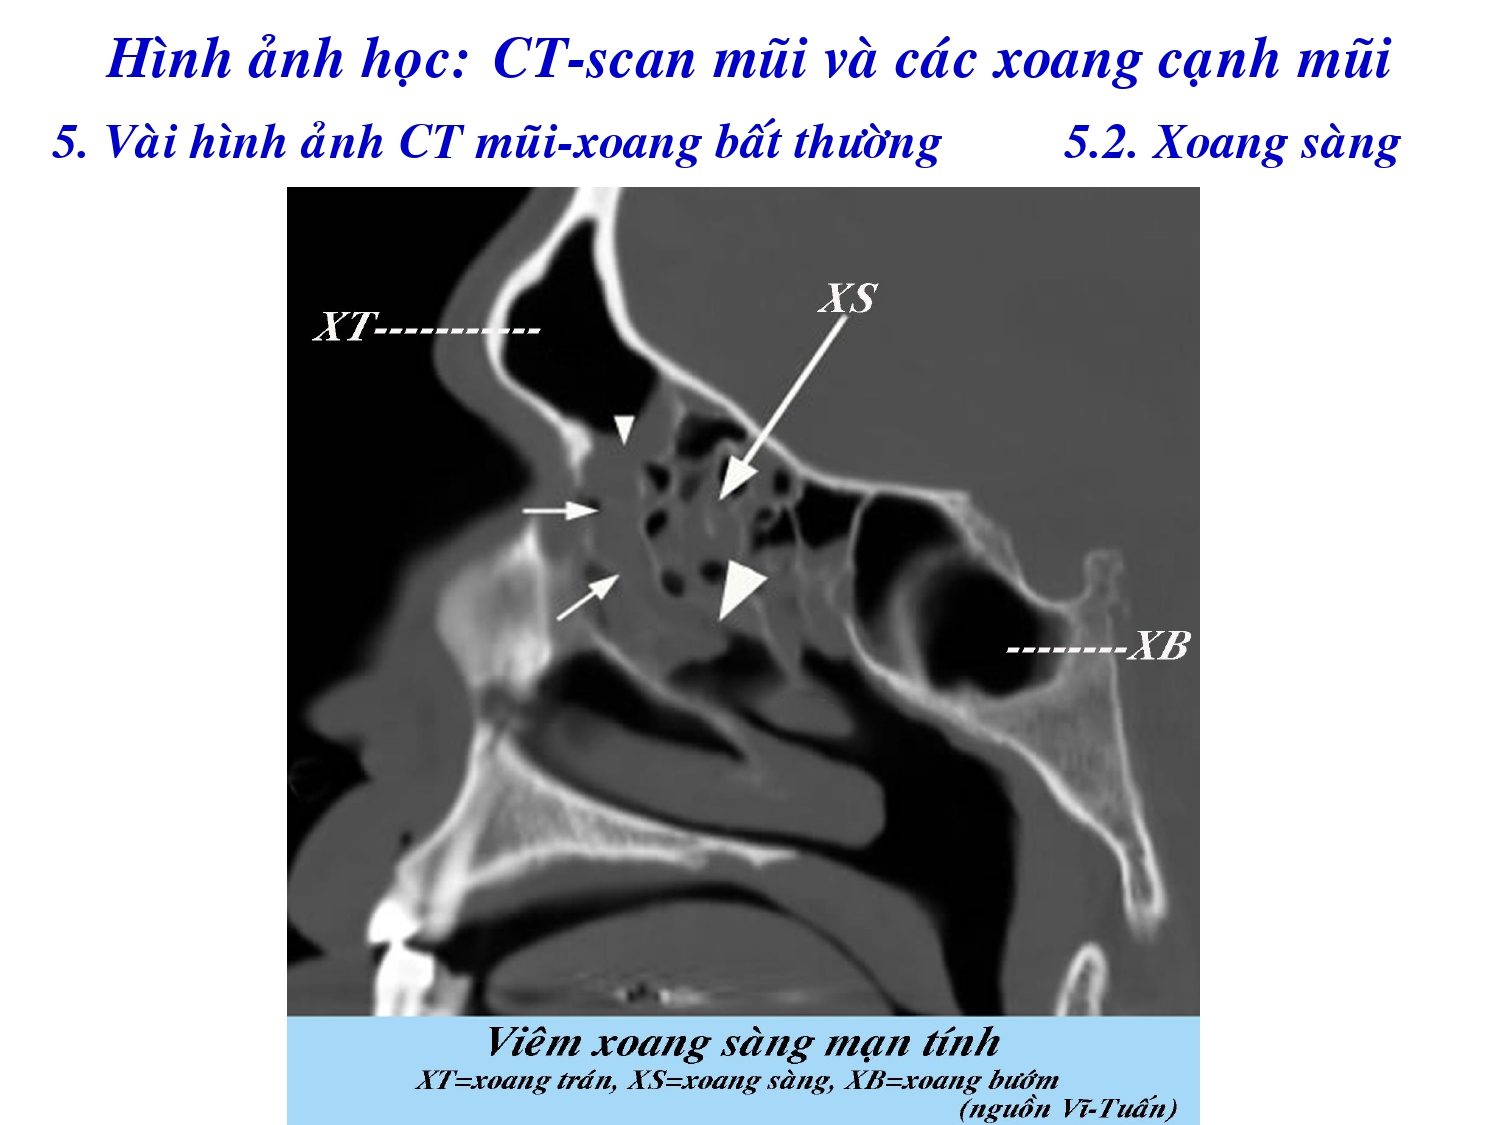 Hình ảnh học: CT-scan mũi và các xoang cạnh mũi
5. Vài hình ảnh CT mũi-xoang bất thường 5.2. Xoang sàng
XS
XT-----------
--------XB
Viêm xoang sàng mạn tính
XT=xoang trán, XS=xoang sàng, XB=xoang bướm
(nguồn Vĩ-Tuấn)